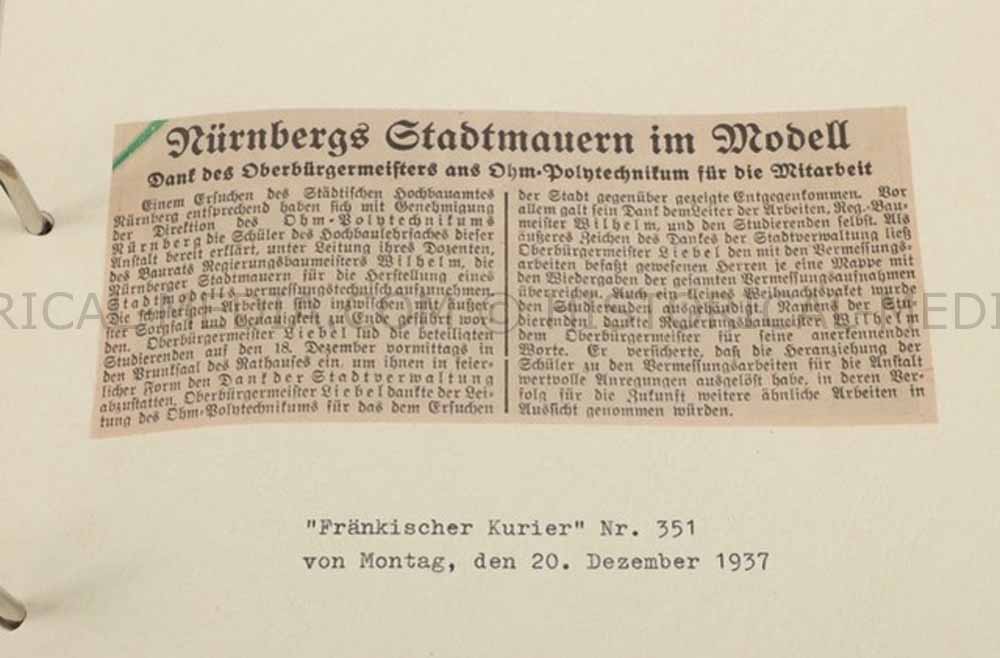 Nürnbergs Stadtmauern im Modell
Dank des Oberbürgermeisters ans Ohm-Polytechnikum für die Mitarbeit
Einem Ersuchen des Städtischen Hochbauamtes
Nürnberg entsprechend haben sich mit Genehmigung
der Direktion des Ohm-Polytechnikums
Nürnberg die Schüler des Hochbaulehrfaches dieser
Anstalt bereit erklärt, unter Leitung ihres Dozenten,
des Baurats Regierungsbaumeisters Wilhelm, die
Nürnberger Stadtmauern für die Herstellung eines
Stadtmodells vermessungstechnisch aufzunehmen.
Die schwierigen Arbeiten sind inzwischen mit äußer-
ster Sorgfalt und Genauigkeit zu Ende geführt wor-
den. Oberbürgermeister Liebel lud die beteiligten
Studierenden auf den 18. Dezember vormittags in
den Prunksaal des Rathauses ein, um ihnen in feier-
licher Form den Dank der Stadtverwaltung
abzustatten. Oberbürgermeister Liebel dankte der Lei-
tung des Ohm-Polytechnikums für das dem Ersuchen
der Stadt gegenüber gezeigte Entgegenkommen. Vor
allem galt sein Dank dem Leiter der Arbeiten, Reg.-Bau-
meister Wilhelm, und den Studierenden selbst. Als
äußeres Zeichen des Dankes der Stadtverwaltung ließ
Oberbürgermeister Liebel den mit den Vermessungs-
arbeiten befaßt gewesenen Herren je eine Mappe mit
den Wiedergaben der gesamten Vermessungsaufnahmen
überreichen. Auch ein kleines Weihnachtspaket wurde
den Studierenden ausgehändigt. Namens der Stu-
dierenden dankte Regierungsbaumeister Wilhelm
dem Oberbürgermeister für seine anerkennenden
Worte. Er versicherte, daß die Heranziehung der
Schüler zu den Vermessungsarbeiten für die Anstalt
wertvolle Anregungen ausgelöst habe, in deren Ver-
folg für die Zukunft weitere ähnliche Arbeiten in
Aussicht genommen würden.
"Fränkischer Kurier" Nr. 351
von Montag, den 20. Dezember 1937